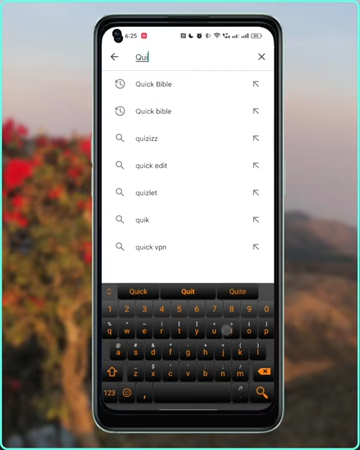 6:25
Qui
Quick Bible
Quick bible
quizizz
quick edit
quizlet
quik
quick vpn
Quick Quit Quite
1 2 3 4 5 6 7 8 9 0
q w e r t y u i o p
a s d f g h j k l
z x c v b n m
123 ,